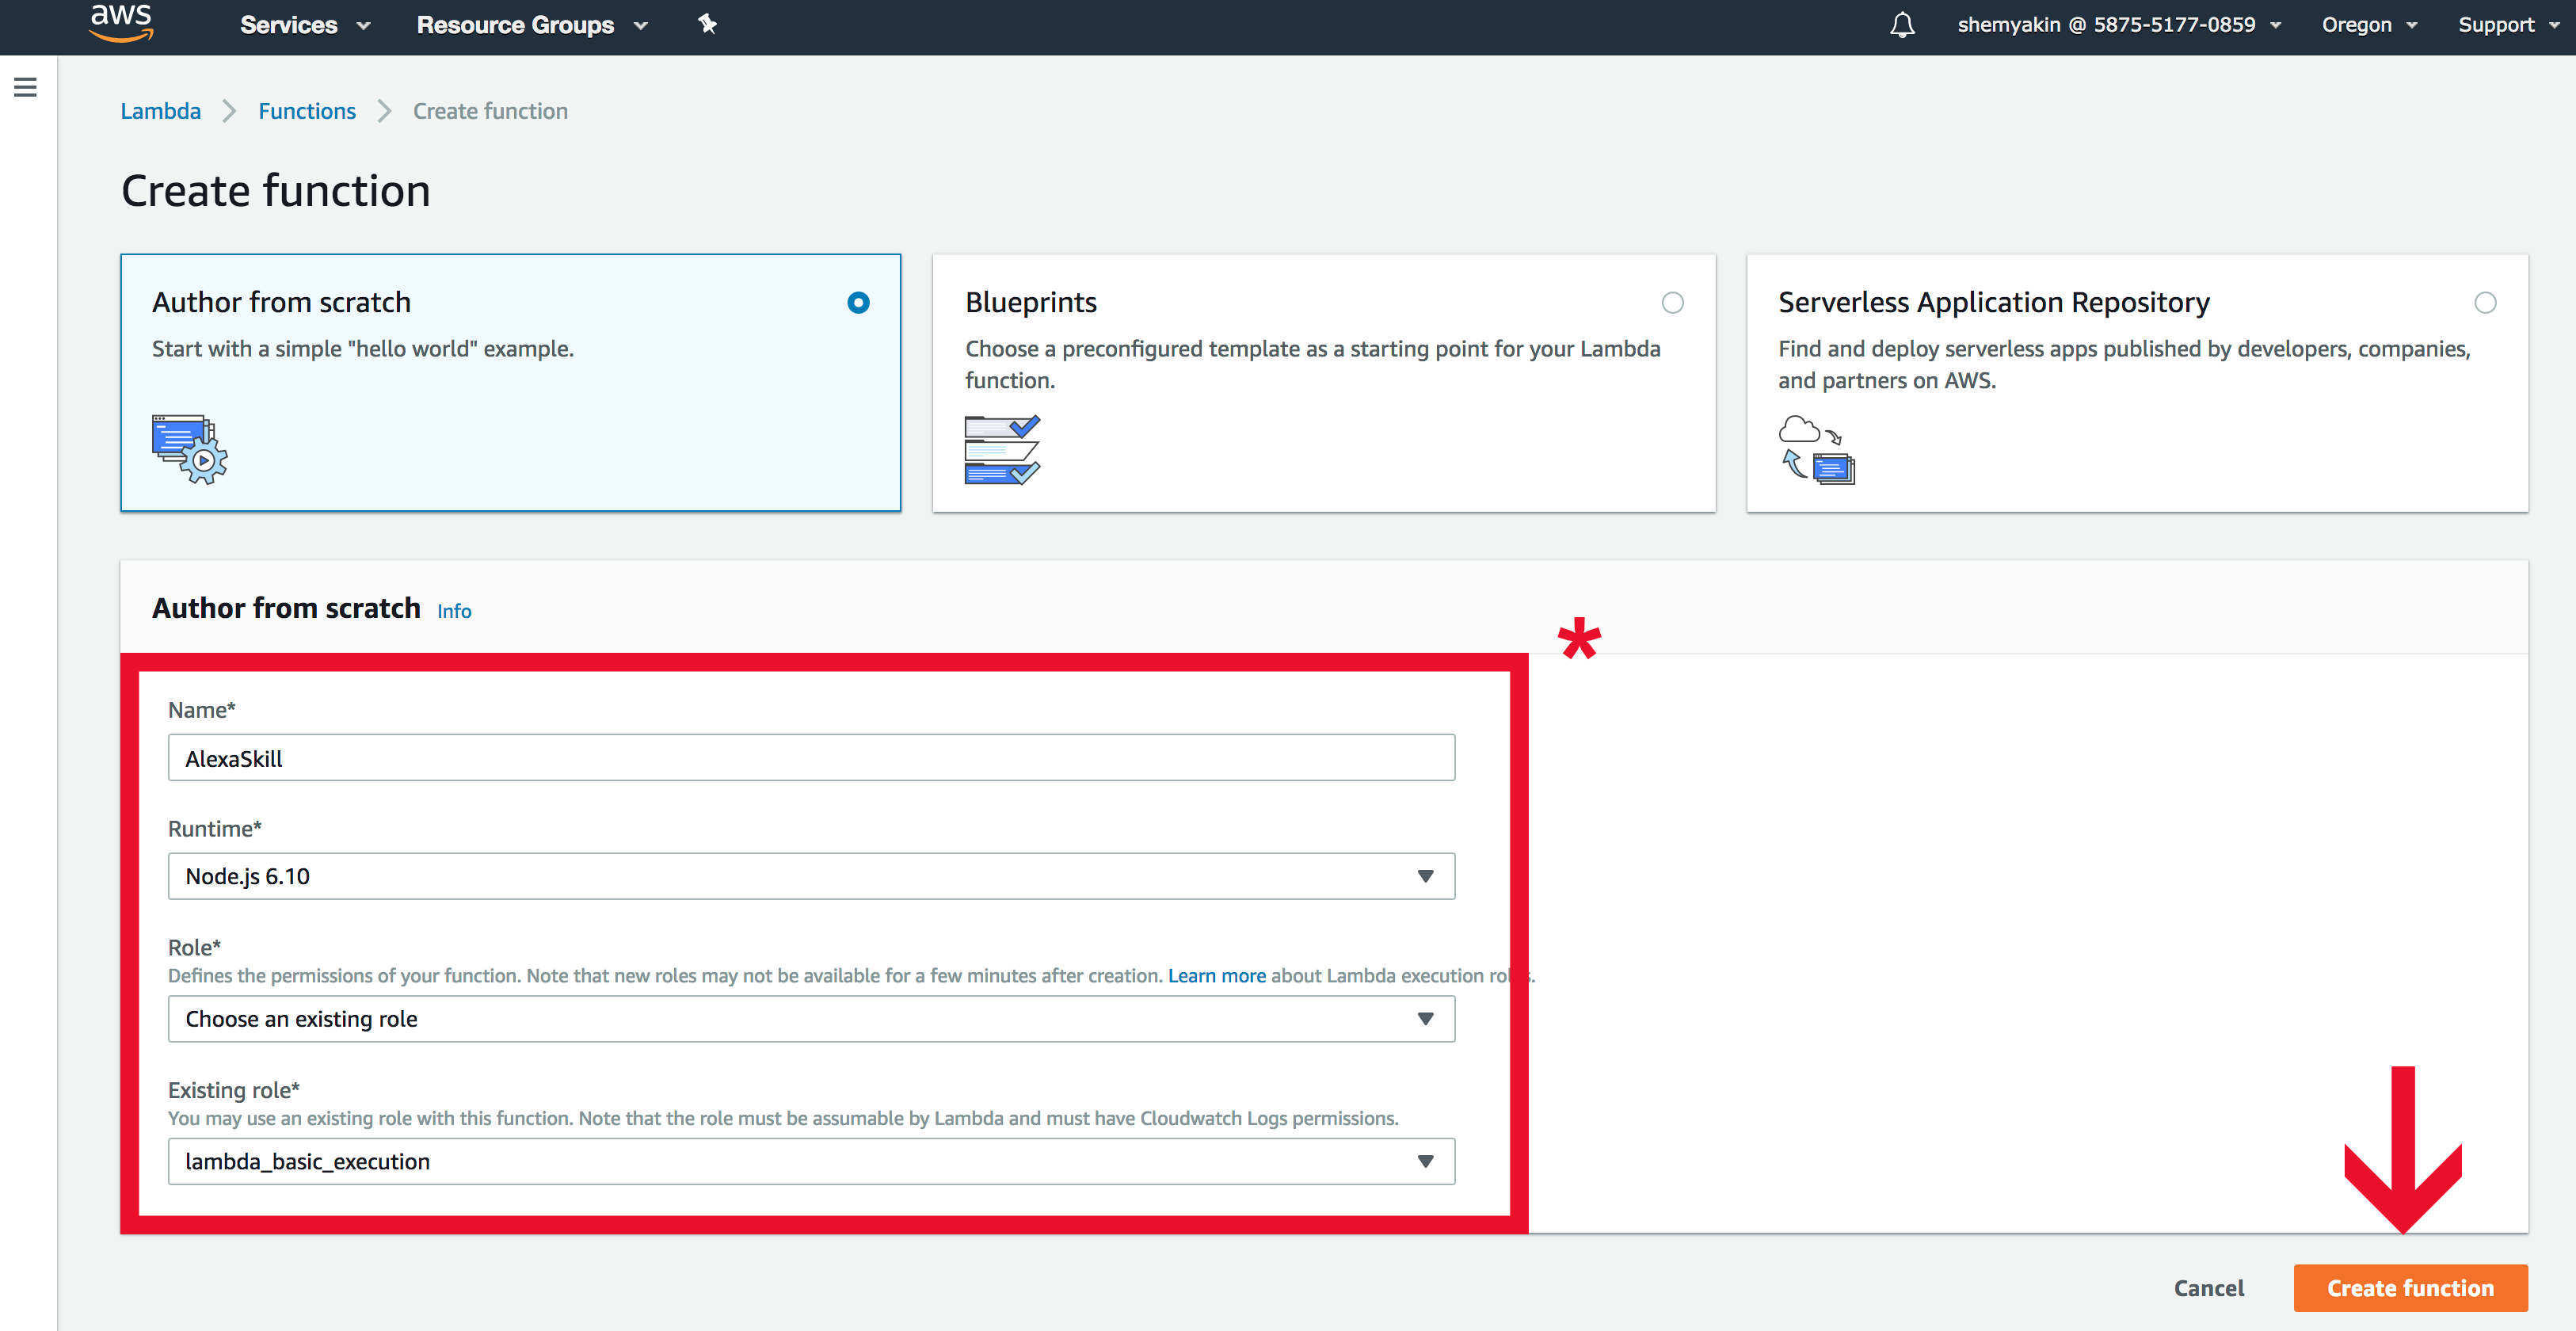 aws Services Resource Groups shemyakin @ 5875-5177-0859 Oregon Support
Lambda Functions Create function
Create function
Author from scratch
Start with a simple "hello world" example.
Blueprints
Choose a preconfigured template as a starting point for your Lambda
function.
Serverless Application Repository
Find and deploy serverless apps published by developers, companies,
and partners on AWS.
Author from scratch Info
*
Name*
AlexaSkill
Runtime*
Node.js 6.10
Role*
Defines the permissions of your function. Note that new roles may not be available for a few minutes after creation. Learn more about Lambda execution roles.
Choose an existing role
Existing role*
You may use an existing role with this function. Note that the role must be assumable by Lambda and must have Cloudwatch Logs permissions.
lambda_basic_execution
Cancel Create function